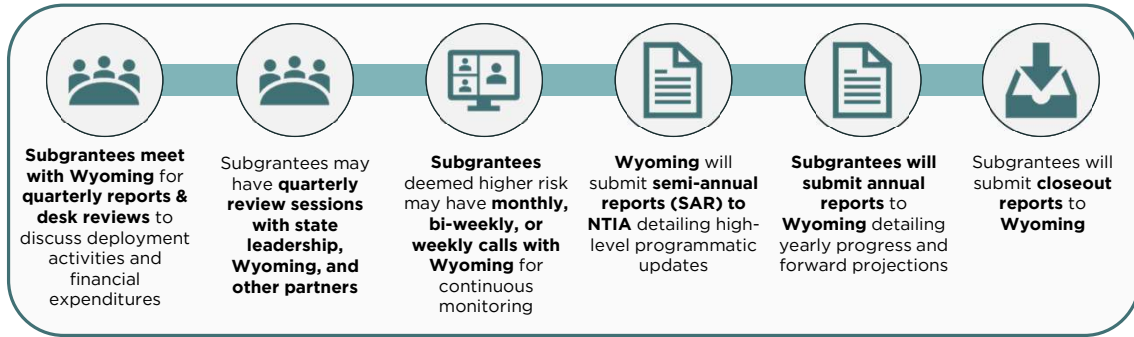 Subgrantees meet
with Wyoming for
quarterly reports &
desk reviews to
discuss deployment
activities and
financial
expenditures
Subgrantees may
have quarterly
review sessions
with state
leadership,
Wyoming, and
other partners
Subgrantees
deemed higher risk
may have monthly,
bi-weekly, or
weekly calls with
Wyoming for
continuous
monitoring
Wyoming will
submit semi-annual
reports (SAR) to
NTIA detailing high-
level programmatic
updates
Subgrantees will
submit annual
reports to
Wyoming detailing
yearly progress and
forward projections
Subgrantees will
submit closeout
reports to
Wyoming